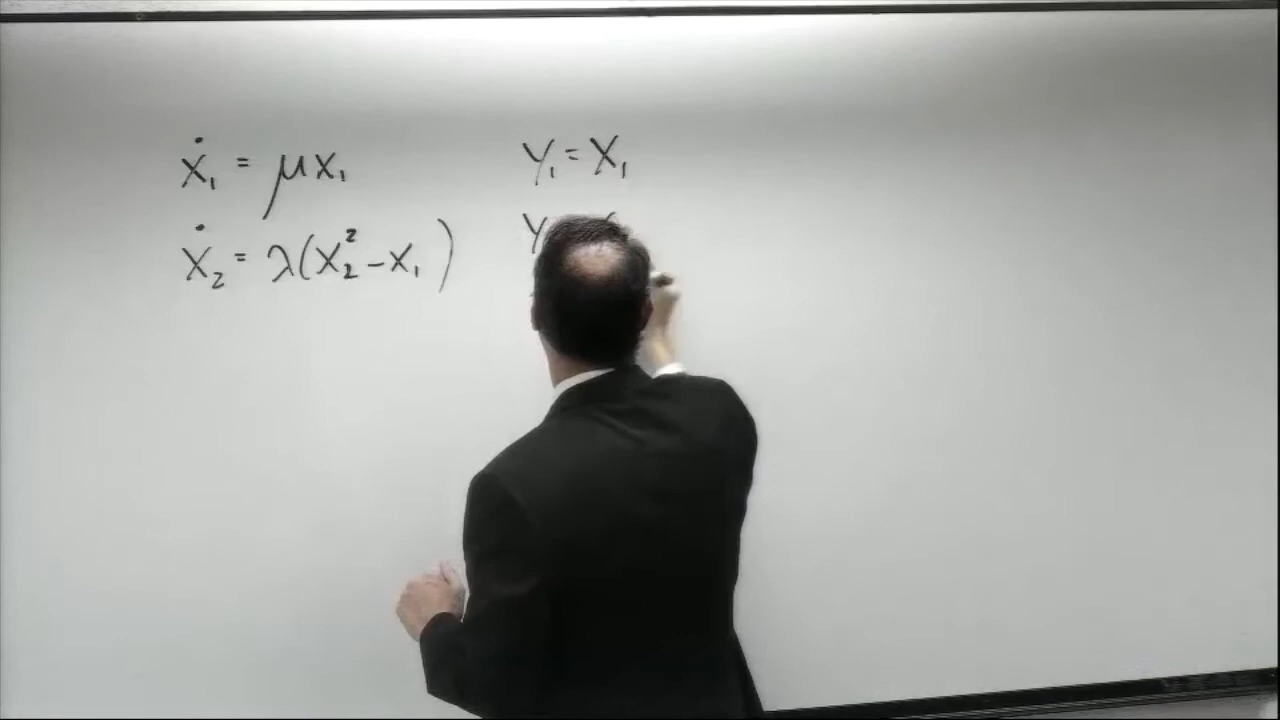 ẋ₁ = μx₁
y₁ = x₁
ẋ₂ = λ(x₂² − x₁)
y